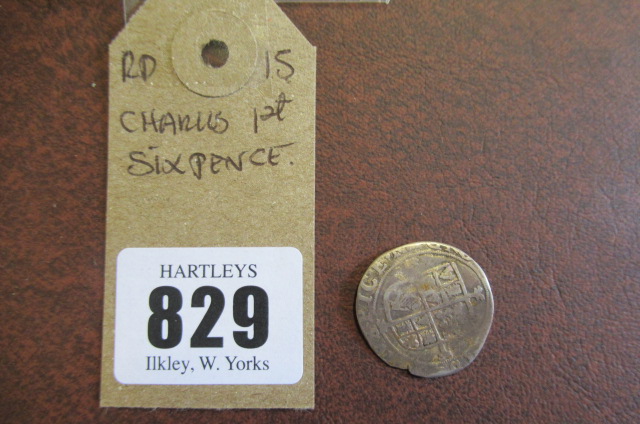 RD 15
CHARLES 1st
SIXPENCE.
HARTLEYS
829
Ilkley, W. Yorks